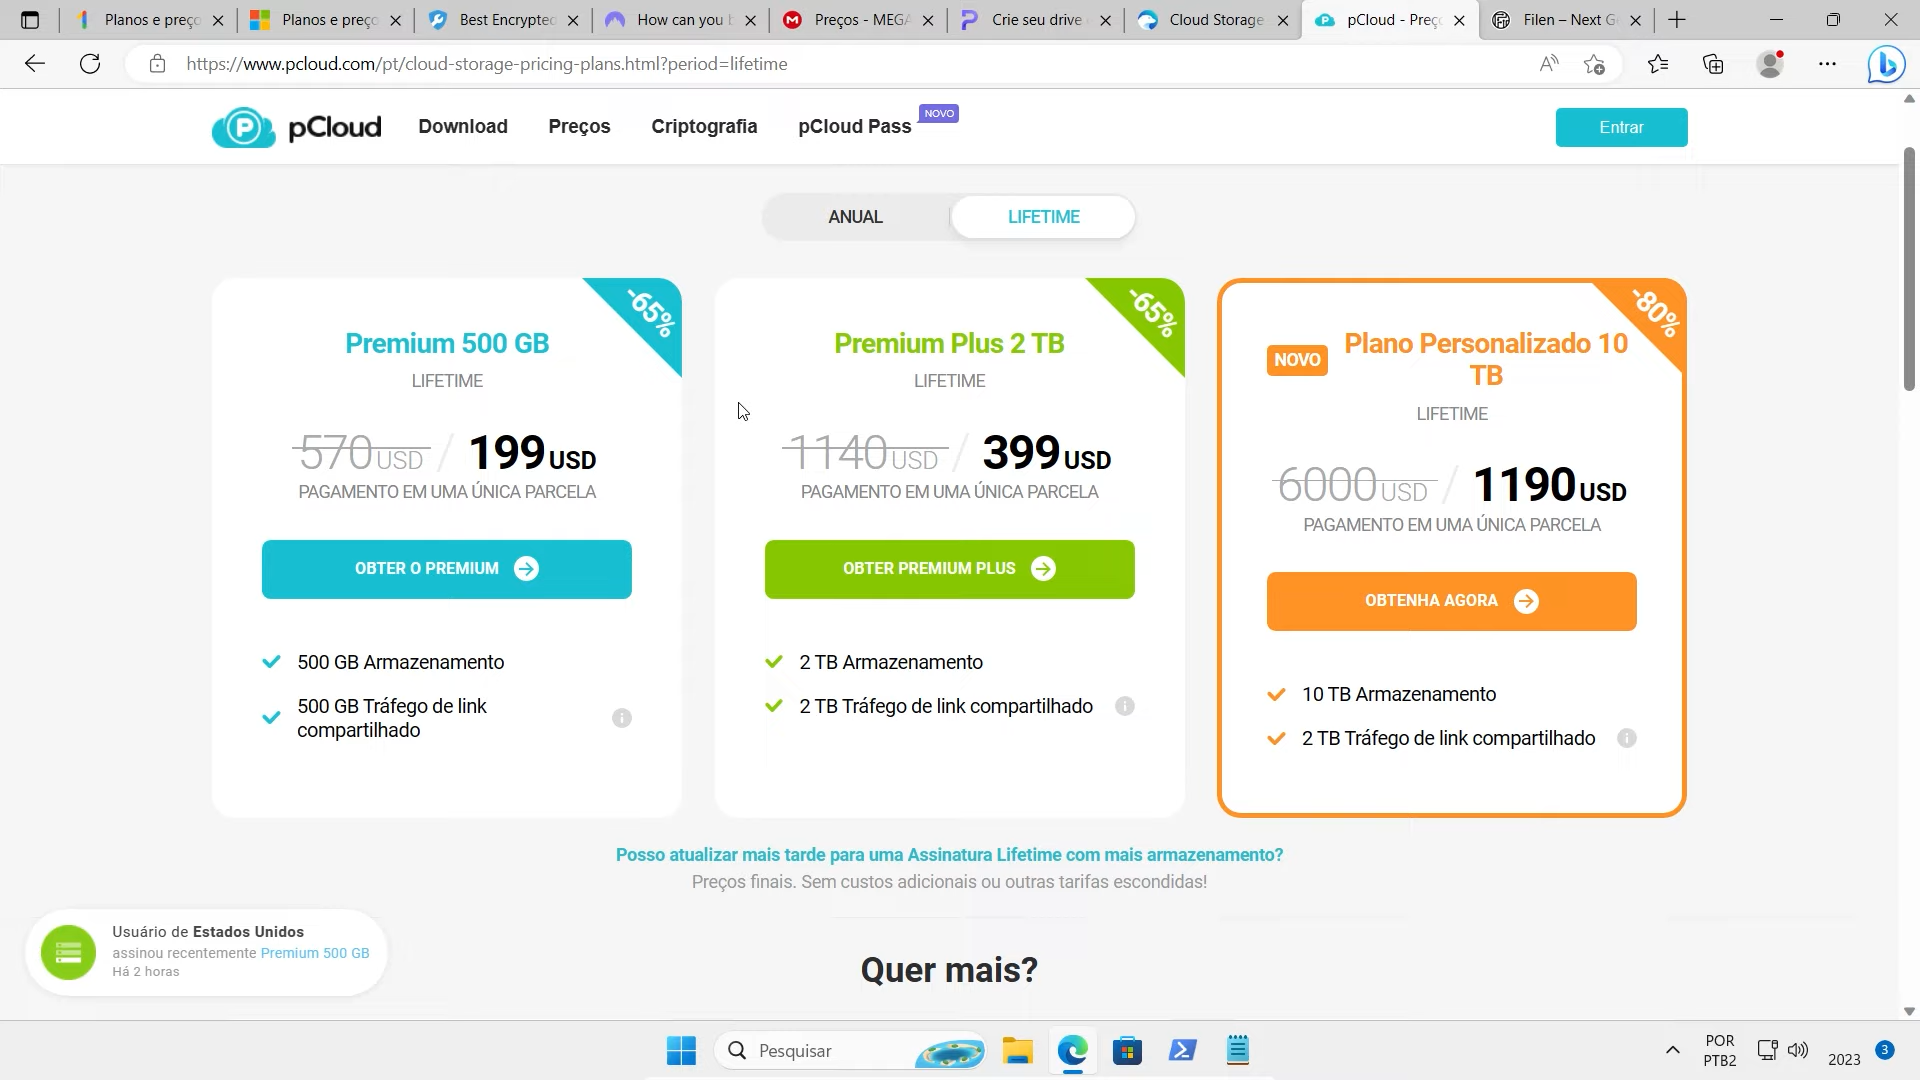 Planos e preço
Planos e preço
Best Encrypted
How can you b
Preços - MEGA
Crie seu drive
Cloud Storage
pCloud - Preç
Filen – Next Ge
https://www.pcloud.com/pt/cloud-storage-pricing-plans.html?period=lifetime
pCloud
Download
Preços
Criptografia
pCloud Pass
NOVO
Entrar
ANUAL
LIFETIME
-65%
Premium 500 GB
LIFETIME
570 USD / 199 USD
PAGAMENTO EM UMA ÚNICA PARCELA
OBTER O PREMIUM
500 GB Armazenamento
500 GB Tráfego de link
compartilhado
-65%
Premium Plus 2 TB
LIFETIME
1140 USD / 399 USD
PAGAMENTO EM UMA ÚNICA PARCELA
OBTER PREMIUM PLUS
2 TB Armazenamento
2 TB Tráfego de link compartilhado
-80%
NOVO
Plano Personalizado 10
TB
LIFETIME
6000 USD / 1190 USD
PAGAMENTO EM UMA ÚNICA PARCELA
OBTENHA AGORA
10 TB Armazenamento
2 TB Tráfego de link compartilhado
Posso atualizar mais tarde para uma Assinatura Lifetime com mais armazenamento?
Preços finais. Sem custos adicionais ou outras tarifas escondidas!
Usuário de Estados Unidos
assinou recentemente Premium 500 GB
Há 2 horas
Quer mais?
Pesquisar
POR
PTB2
2023
3